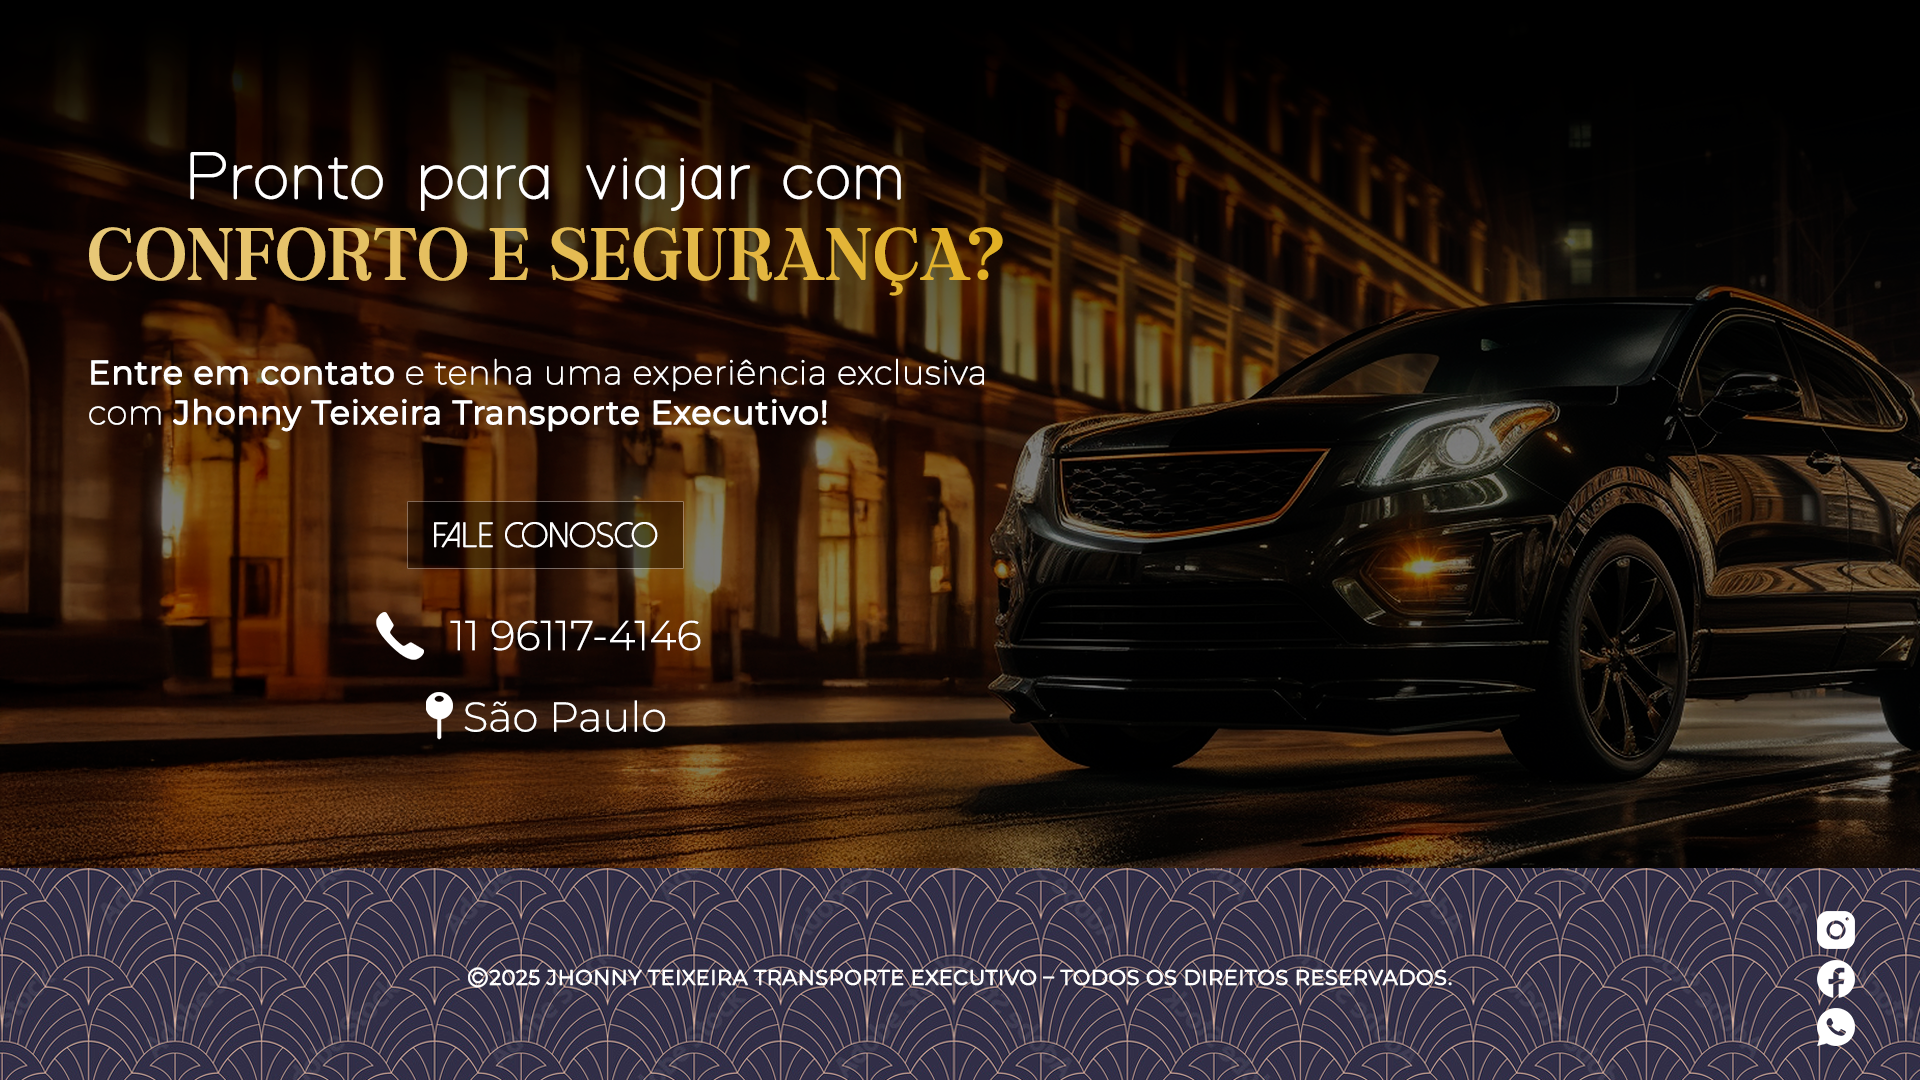 Pronto para viajar com
CONFORTO E SEGURANÇA?
Entre em contato e tenha uma experiência exclusiva
com Jhonny Teixeira Transporte Executivo!
FALE CONOSCO
11 96117-4146
São Paulo
©2025 JHONNY TEIXEIRA TRANSPORTE EXECUTIVO – TODOS OS DIREITOS RESERVADOS.